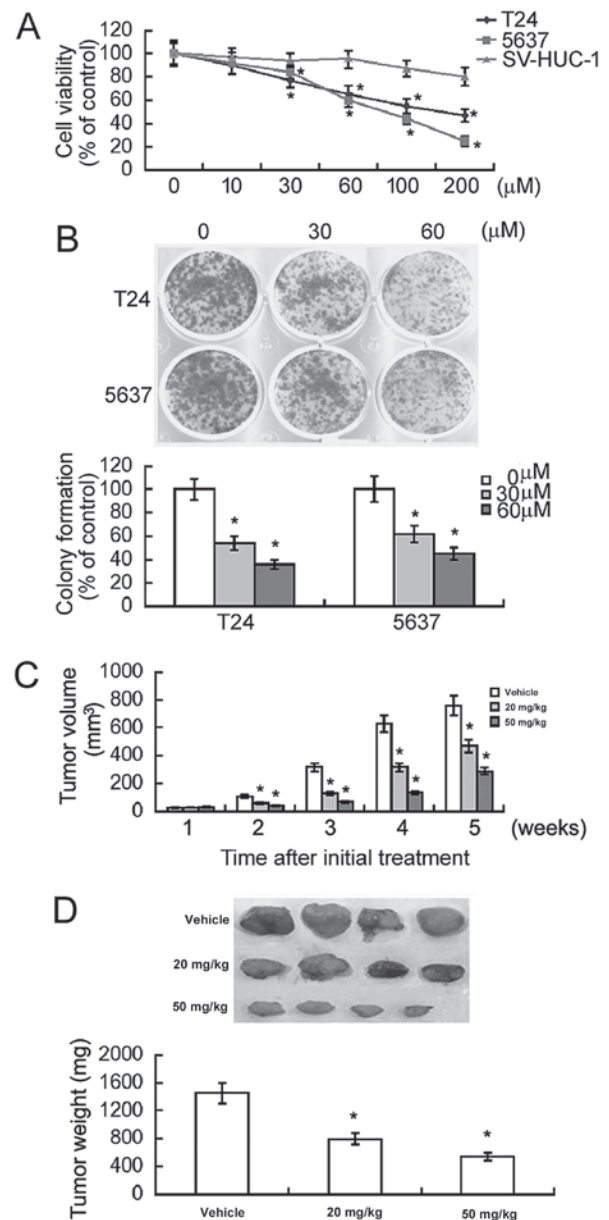 A
T24
5637
SV-HUC-1
Cell viability
(% of control)
120
100
80
60
40
20
0
* * * * * * * *
0 10 30 60 100 200 (μM)
B
0 30 60 (μM)
T24
5637
Colony formation
(% of control)
120
100
80
60
40
20
0
* * * *
0μM
30μM
60μM
T24 5637
C
Tumor volume
(mm³)
1000
800
600
400
200
0
* * * * * * * *
Vehicle
20 mg/kg
50 mg/kg
1 2 3 4 5 (weeks)
Time after initial treatment
D
Vehicle
20 mg/kg
50 mg/kg
Tumor weight (mg)
2000
1600
1200
800
400
0
* *
Vehicle 20 mg/kg 50 mg/kg